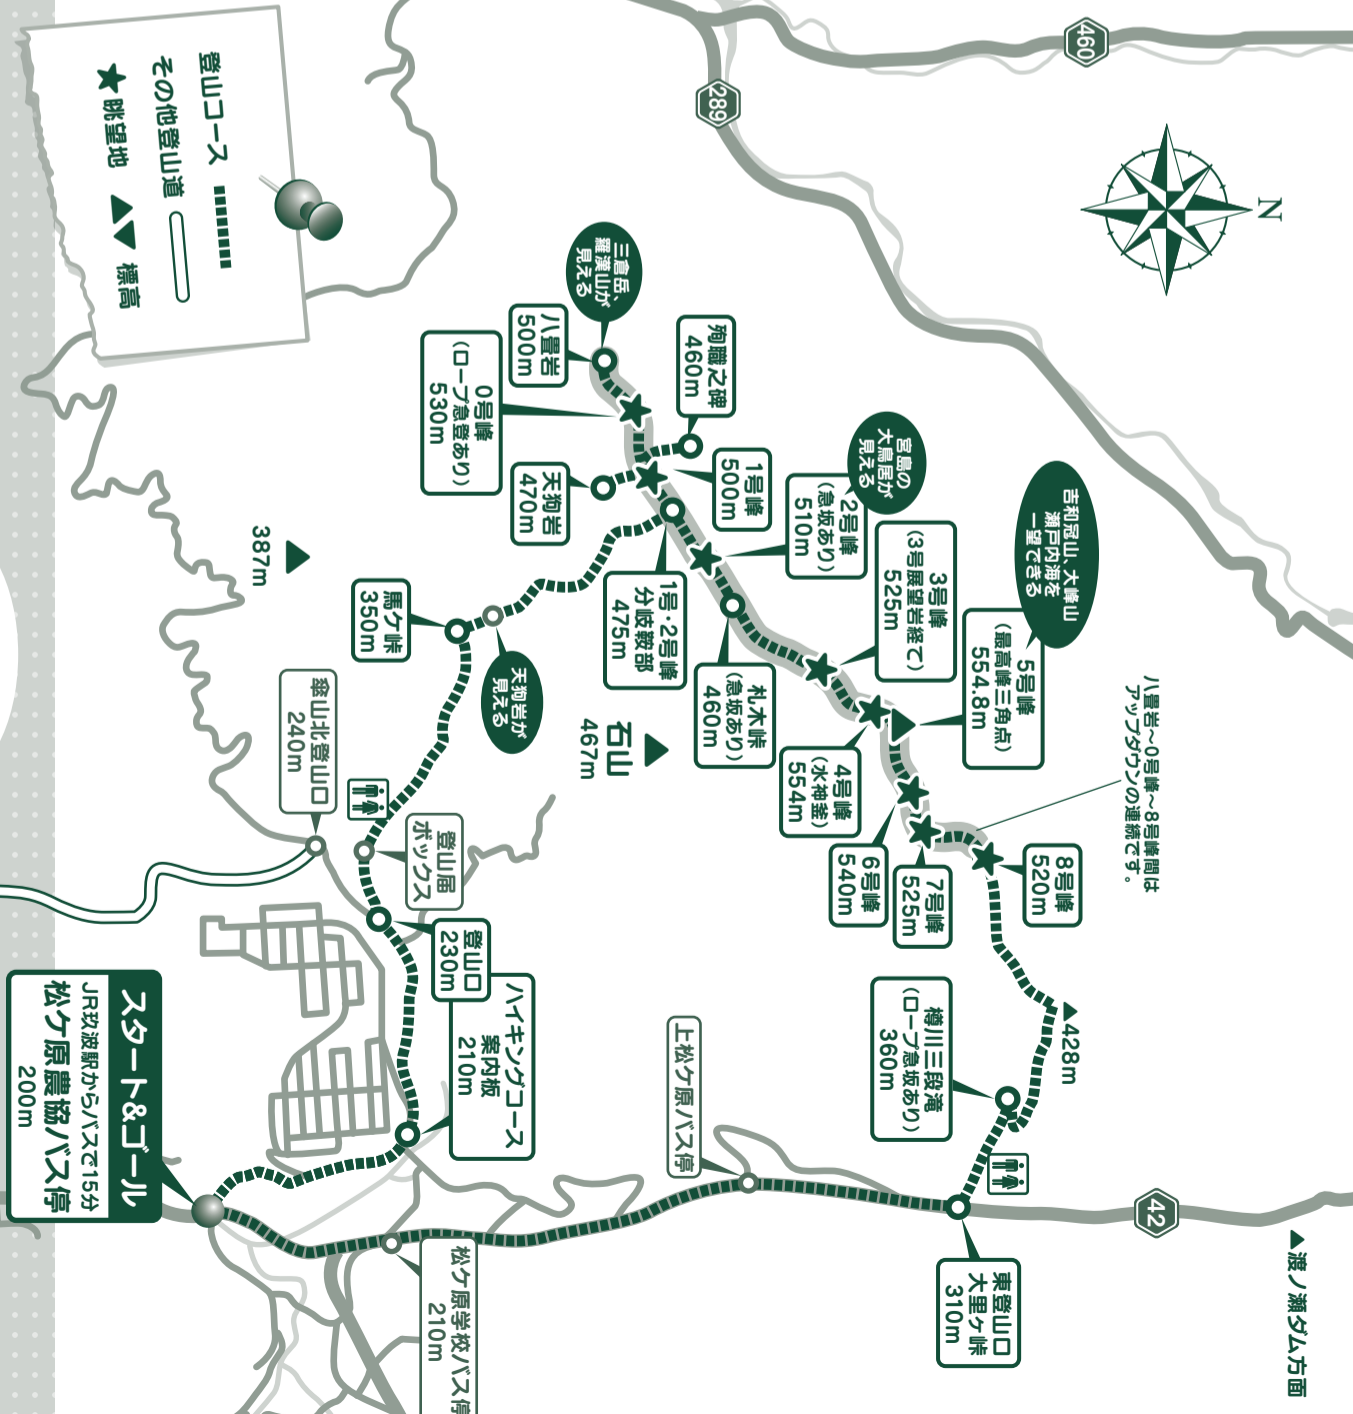 登山コース
その他登山道
眺望地
標高
460
289
N
三倉岳、
羅漢山が
見える
八畳岩
500m
0号峰
(ロープ急登あり)
530m
殉職之碑
460m
天狗岩
470m
1号峰
500m
宮島の
大鳥居が
見える
2号峰
(急坂あり)
510m
1号・2号峰
分岐鞍部
475m
3号峰
(3号展望岩経て)
525m
札木峠
(急坂あり)
460m
吉和冠山、大峰山
瀬戸内海を
一望できる
5号峰
(最高峰三角点)
554.8m
4号峰
(水神釜)
554m
6号峰
540m
7号峰
525m
8号峰
520m
八畳岩〜0号峰〜8号峰間は
アップダウンの連続です。
387m
馬ケ峠
350m
天狗岩が
見える
石山
467m
傘山北登山口
240m
登山届
ボックス
登山口
230m
ハイキングコース
案内板
210m
428m
樽川三段滝
(ロープ急坂あり)
360m
上松ケ原バス停
42
渡ノ瀬ダム方面
東登山口
大里ヶ峠
310m
松ケ原学校バス停
210m
スタート&ゴール
JR玖波駅からバスで15分
松ケ原農協バス停
200m